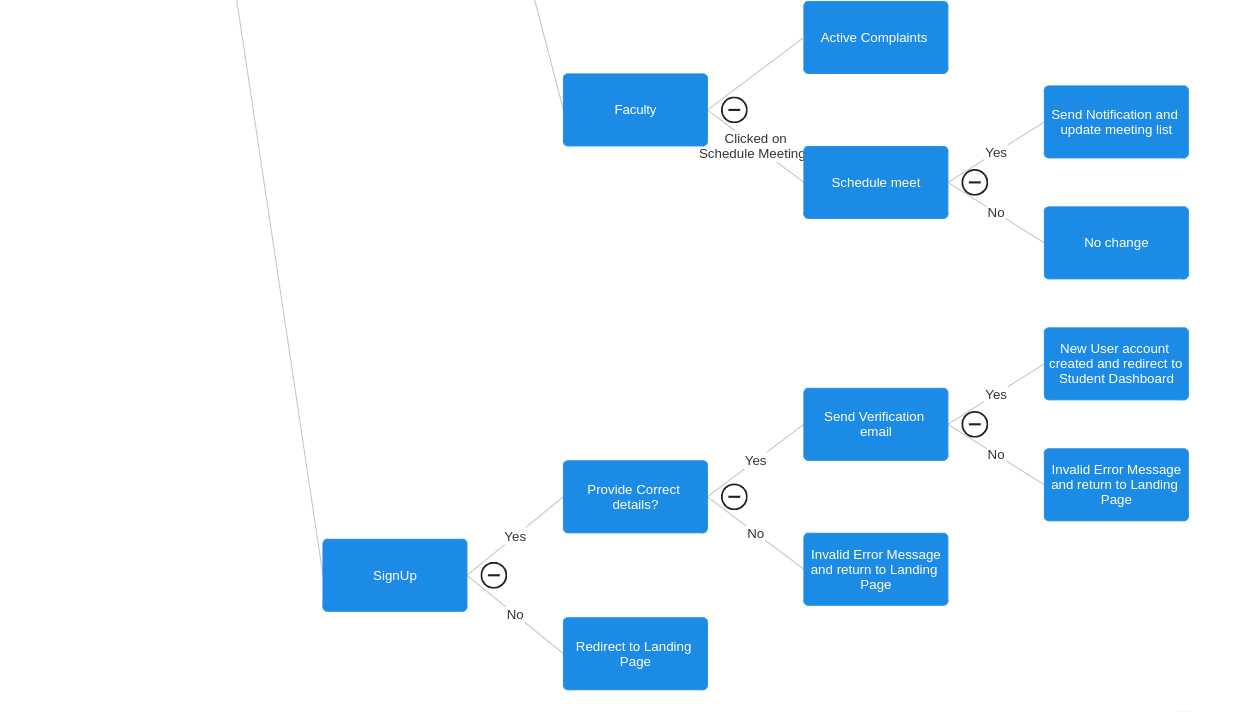 Active Complaints
Faculty
Clicked on
Schedule Meeting
Schedule meet
Yes
Send Notification and
update meeting list
No
No change
SignUp
Yes
Provide Correct
details?
Yes
Send Verification
email
Yes
New User account
created and redirect to
Student Dashboard
No
Invalid Error Message
and return to Landing
Page
No
Invalid Error Message
and return to Landing
Page
No
Redirect to Landing
Page